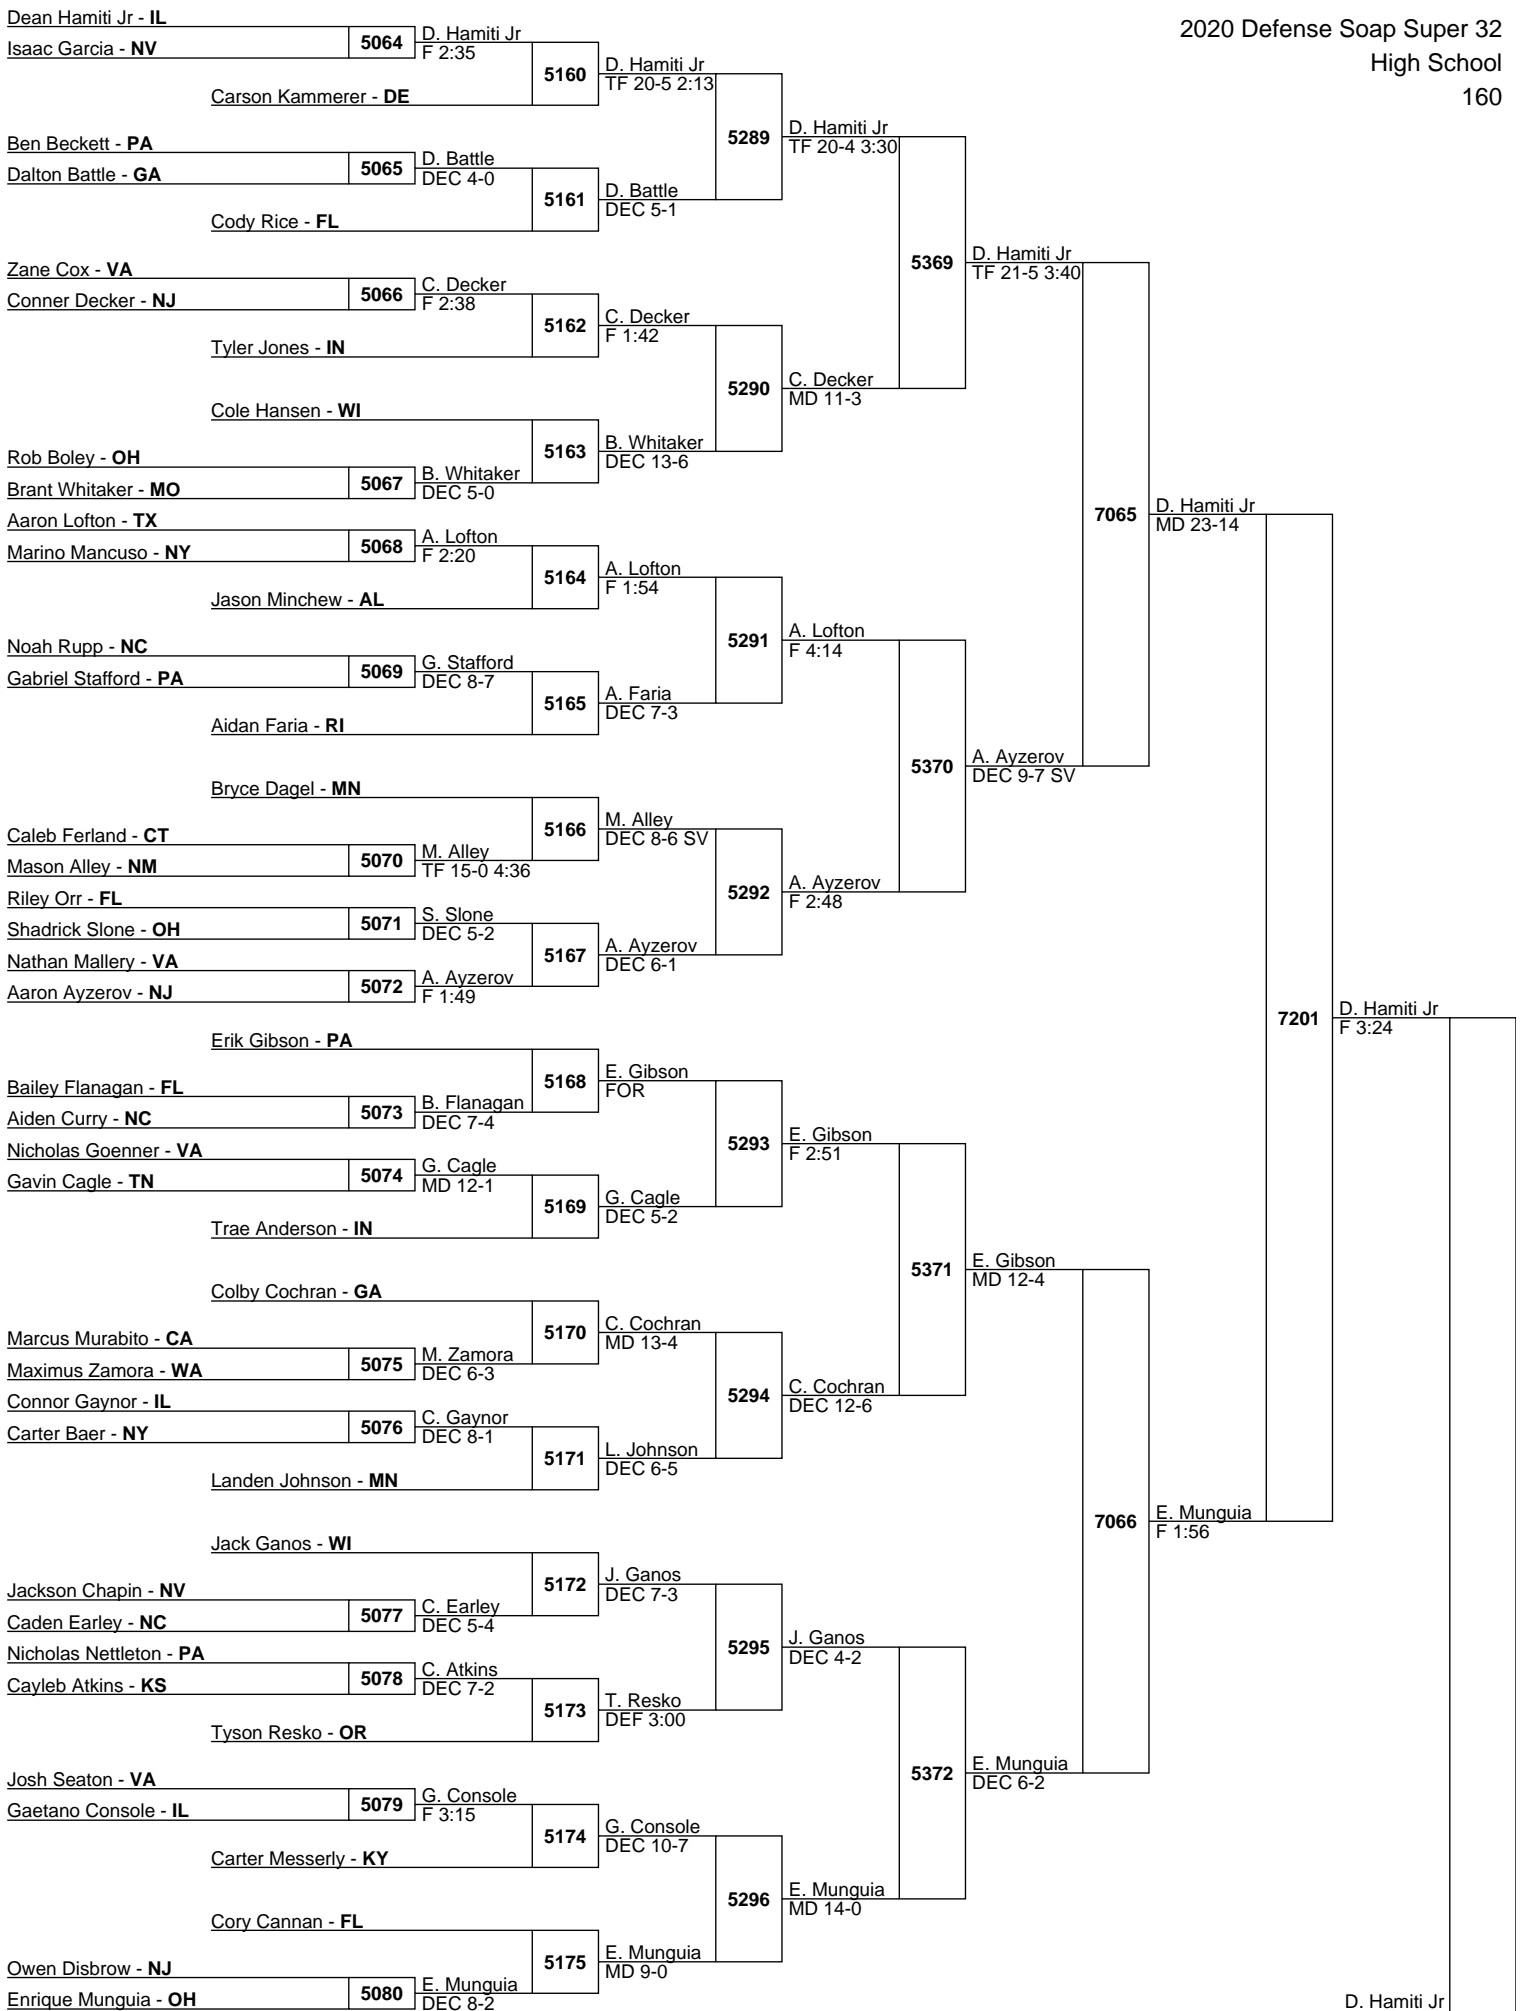 2020 Defense Soap Super 32
High School
160
Dean Hamiti Jr - IL
Isaac Garcia - NV
5064
D. Hamiti Jr
F 2:35
Carson Kammerer - DE
5160
D. Hamiti Jr
TF 20-5 2:13
Ben Beckett - PA
Dalton Battle - GA
5065
D. Battle
DEC 4-0
Cody Rice - FL
5161
D. Battle
DEC 5-1
5289
D. Hamiti Jr
TF 20-4 3:30
Zane Cox - VA
Conner Decker - NJ
5066
C. Decker
F 2:38
Tyler Jones - IN
5162
C. Decker
F 1:42
Cole Hansen - WI
Rob Boley - OH
Brant Whitaker - MO
5067
B. Whitaker
DEC 5-0
5163
B. Whitaker
DEC 13-6
5290
C. Decker
MD 11-3
5369
D. Hamiti Jr
TF 21-5 3:40
Aaron Lofton - TX
Marino Mancuso - NY
5068
A. Lofton
F 2:20
Jason Minchew - AL
5164
A. Lofton
F 1:54
Noah Rupp - NC
Gabriel Stafford - PA
5069
G. Stafford
DEC 8-7
Aidan Faria - RI
5165
A. Faria
DEC 7-3
5291
A. Lofton
F 4:14
Bryce Dagel - MN
Caleb Ferland - CT
Mason Alley - NM
5070
M. Alley
TF 15-0 4:36
5166
M. Alley
DEC 8-6 SV
Riley Orr - FL
Shadrick Slone - OH
5071
S. Slone
DEC 5-2
Nathan Mallery - VA
Aaron Ayzerov - NJ
5072
A. Ayzerov
F 1:49
5167
A. Ayzerov
DEC 6-1
5292
A. Ayzerov
F 2:48
5370
A. Ayzerov
DEC 9-7 SV
7065
D. Hamiti Jr
MD 23-14
Erik Gibson - PA
Bailey Flanagan - FL
Aiden Curry - NC
5073
B. Flanagan
DEC 7-4
5168
E. Gibson
FOR
Nicholas Goenner - VA
Gavin Cagle - TN
5074
G. Cagle
MD 12-1
Trae Anderson - IN
5169
G. Cagle
DEC 5-2
5293
E. Gibson
F 2:51
Colby Cochran - GA
Marcus Murabito - CA
Maximus Zamora - WA
5075
M. Zamora
DEC 6-3
5170
C. Cochran
MD 13-4
Connor Gaynor - IL
Carter Baer - NY
5076
C. Gaynor
DEC 8-1
Landen Johnson - MN
5171
L. Johnson
DEC 6-5
5294
C. Cochran
DEC 12-6
5371
E. Gibson
MD 12-4
Jack Ganos - WI
Jackson Chapin - NV
Caden Earley - NC
5077
C. Earley
DEC 5-4
5172
J. Ganos
DEC 7-3
Nicholas Nettleton - PA
Cayleb Atkins - KS
5078
C. Atkins
DEC 7-2
Tyson Resko - OR
5173
T. Resko
DEF 3:00
5295
J. Ganos
DEC 4-2
Josh Seaton - VA
Gaetano Console - IL
5079
G. Console
F 3:15
Carter Messerly - KY
5174
G. Console
DEC 10-7
Cory Cannan - FL
Owen Disbrow - NJ
Enrique Munguia - OH
5080
E. Munguia
DEC 8-2
5175
E. Munguia
MD 9-0
5296
E. Munguia
MD 14-0
5372
E. Munguia
DEC 6-2
7066
E. Munguia
F 1:56
7201
D. Hamiti Jr
F 3:24
D. Hamiti Jr